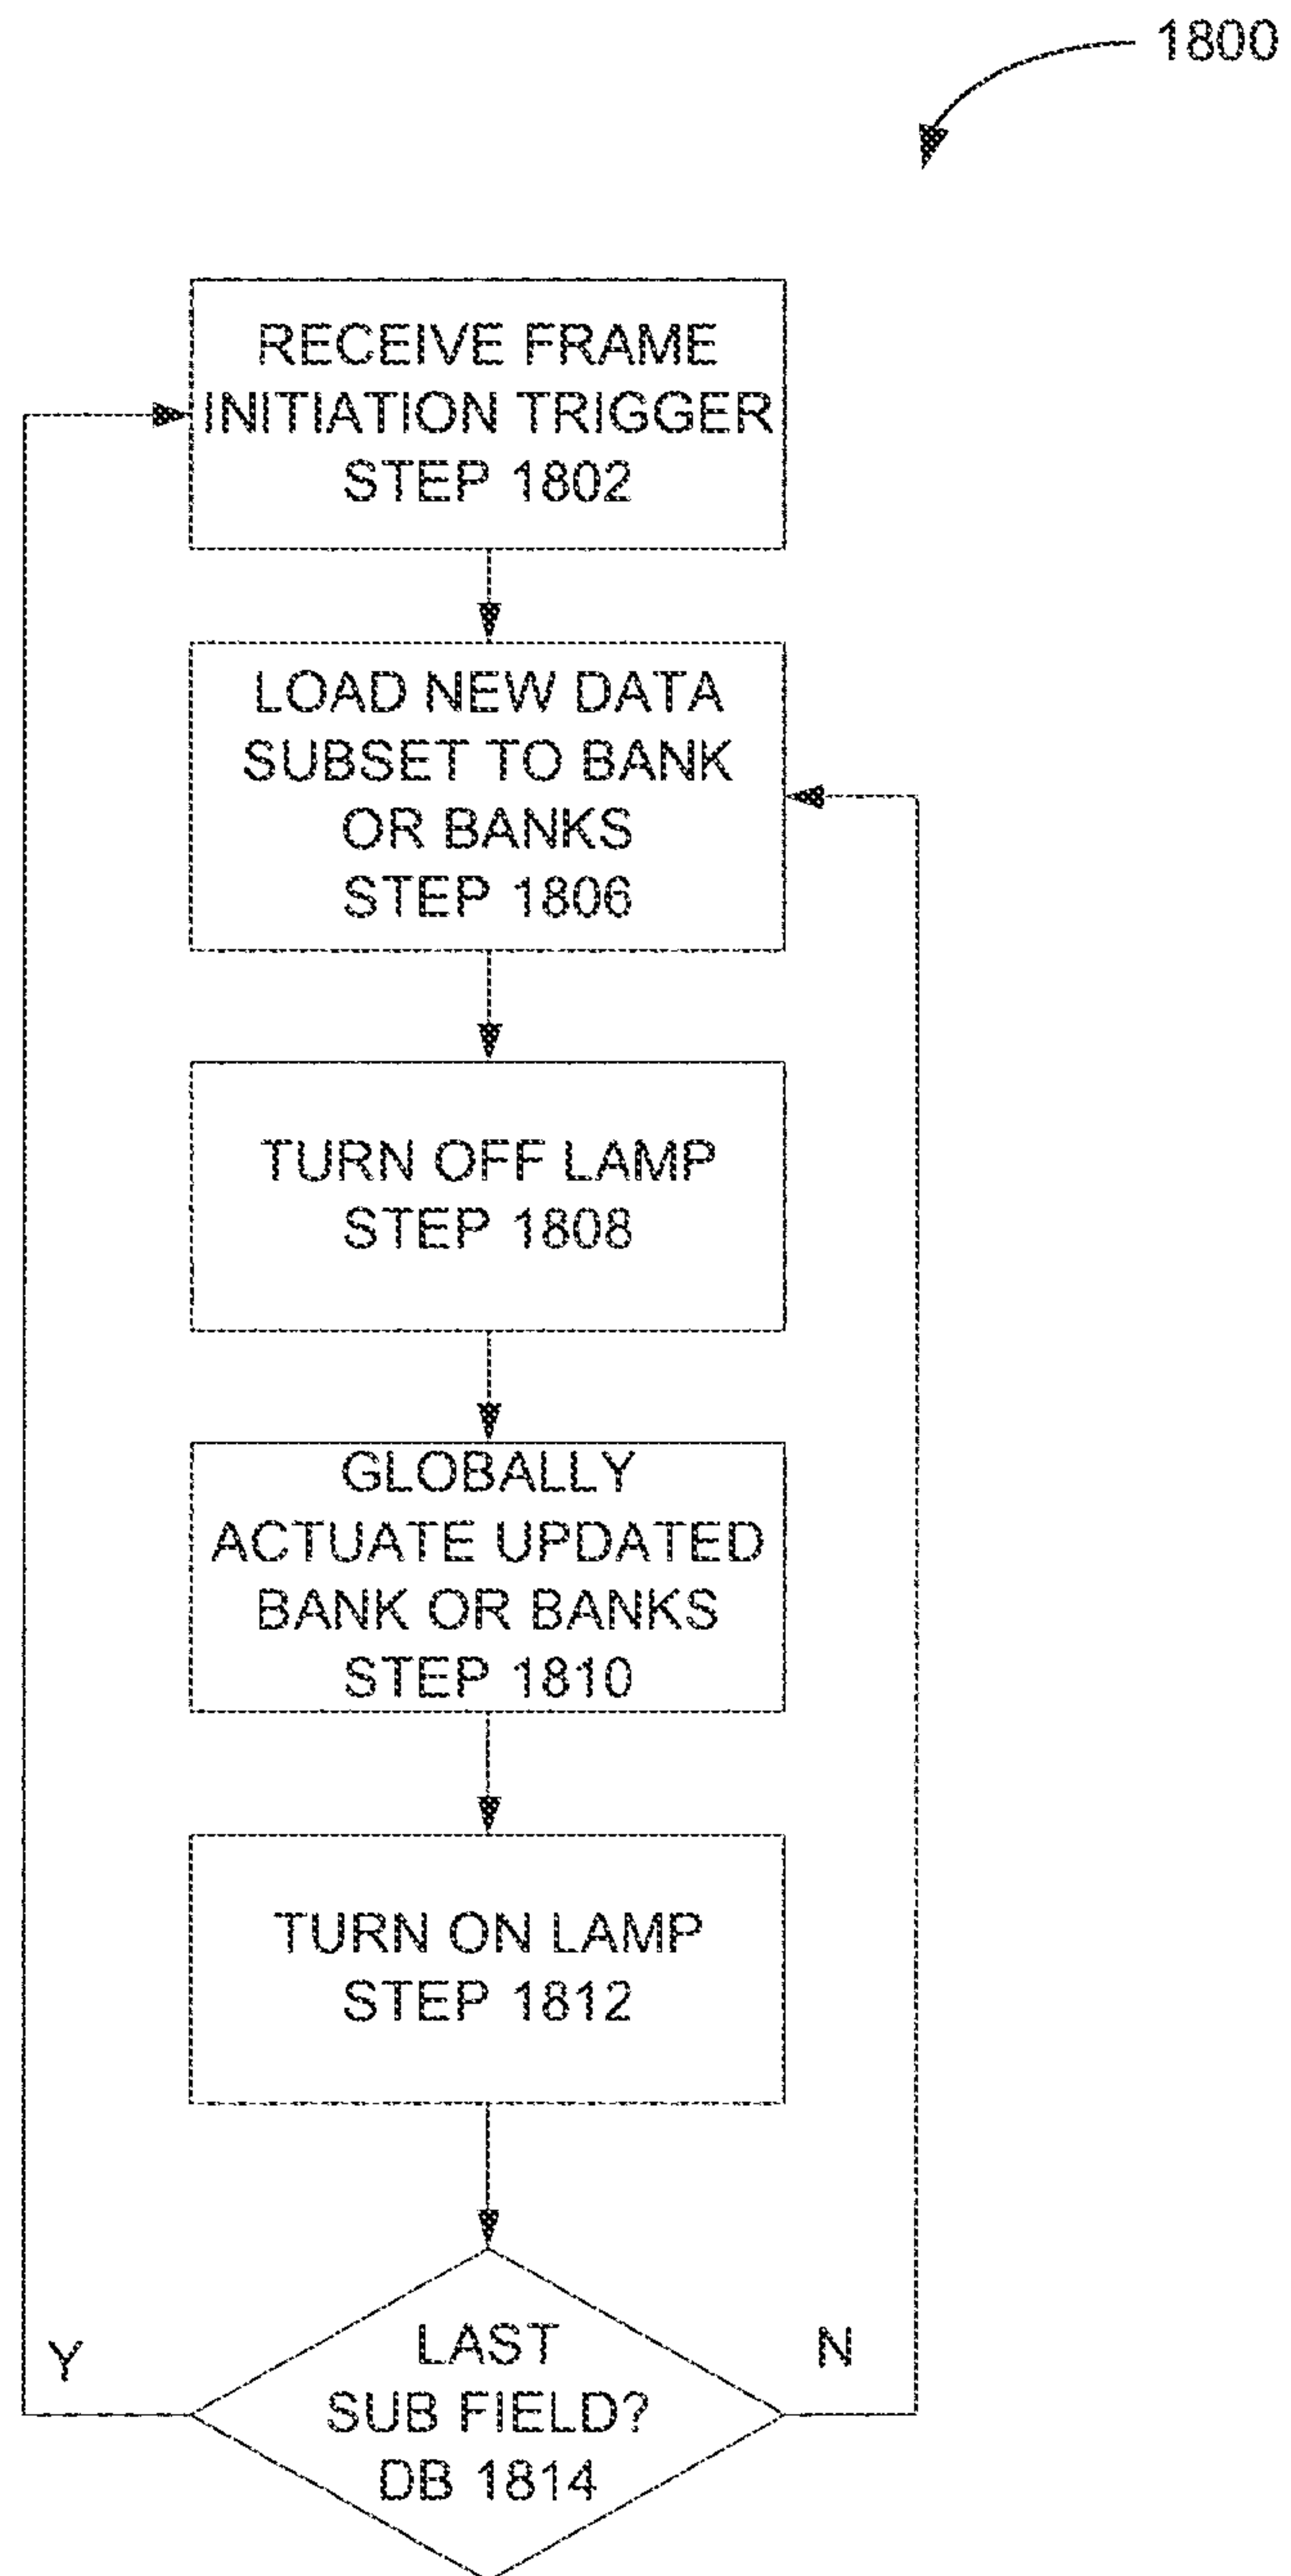 1800
RECEIVE FRAME
INITIATION TRIGGER
STEP 1802
LOAD NEW DATA
SUBSET TO BANK
OR BANKS
STEP 1806
TURN OFF LAMP
STEP 1808
GLOBALLY
ACTUATE UPDATED
BANK OR BANKS
STEP 1810
TURN ON LAMP
STEP 1812
Y
N
LAST
SUB FIELD?
DB 1814